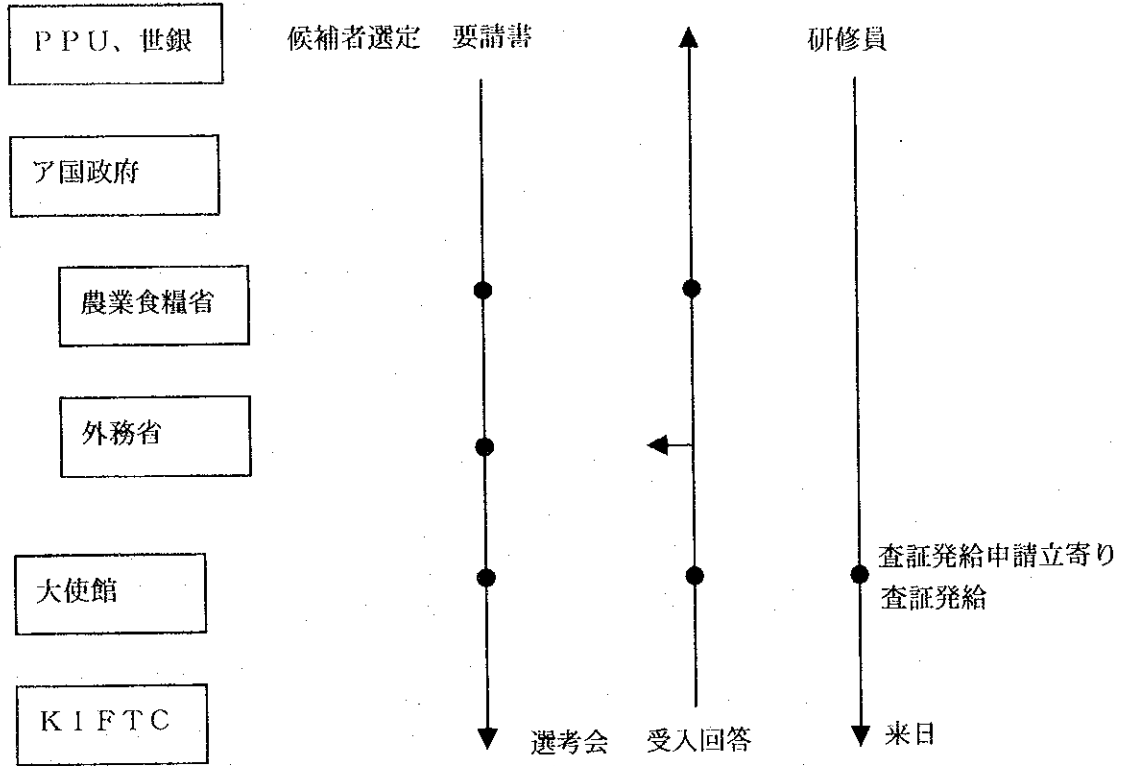 ＰＰＵ、世銀
候補者選定 要請書
研修員
ア国政府
農業食糧省
外務省
大使館
査証発給申請立寄り
査証発給
ＫＩＦＴＣ
選考会 受入回答
来日